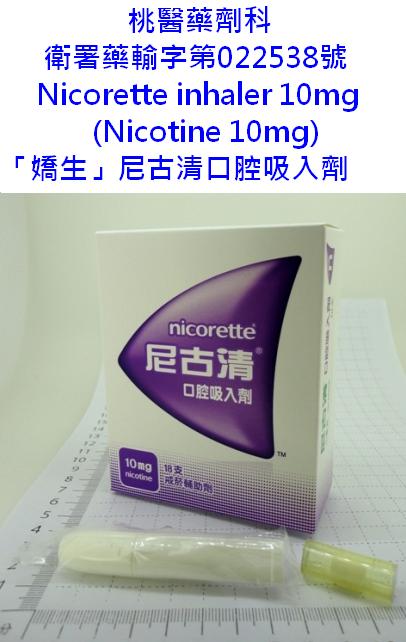 桃醫藥劑科
衛署藥輸字第022538號
Nicorette inhaler 10mg
(Nicotine 10mg)
「嬌生」尼古清口腔吸入劑
nicorette®
尼古清®
口腔吸入劑
TM
10mg
nicotine
18支
戒菸輔助劑